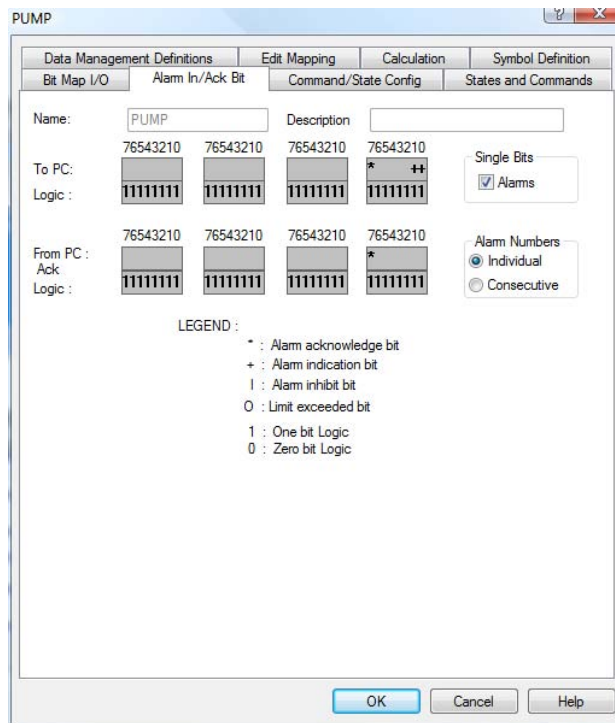 PUMP
? X
Data Management Definitions Edit Mapping Calculation Symbol Definition
Bit Map I/O Alarm In/Ack Bit Command/State Config States and Commands
Name: PUMP Description
76543210 76543210 76543210 76543210
To PC: * ++
Logic : 11111111 11111111 11111111 11111111
Single Bits
Alarms
76543210 76543210 76543210 76543210
From PC : *
Ack
Logic : 11111111 11111111 11111111 11111111
Alarm Numbers
Individual
Consecutive
LEGEND :
* : Alarm acknowledge bit
+ : Alarm indication bit
I : Alarm inhibit bit
O : Limit exceeded bit
1 : One bit Logic
0 : Zero bit Logic
OK Cancel Help